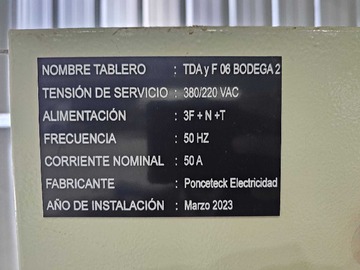 NOMBRE TABLERO : TDA y F 06 BODEGA 2
TENSIÓN DE SERVICIO : 380/220 VAC
ALIMENTACIÓN : 3F + N +T
FRECUENCIA : 50 HZ
CORRIENTE NOMINAL : 50 A
FABRICANTE : Ponceteck Electricidad
AÑO DE INSTALACIÓN : Marzo 2023